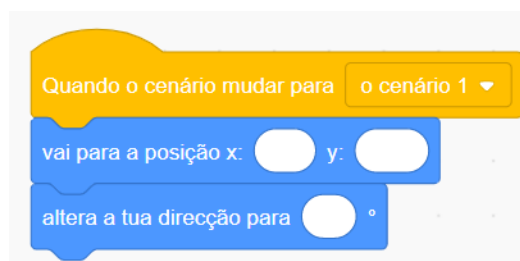 Quando o cenário mudar para o cenário 1
vai para a posição x: y:
altera a tua direcção para °